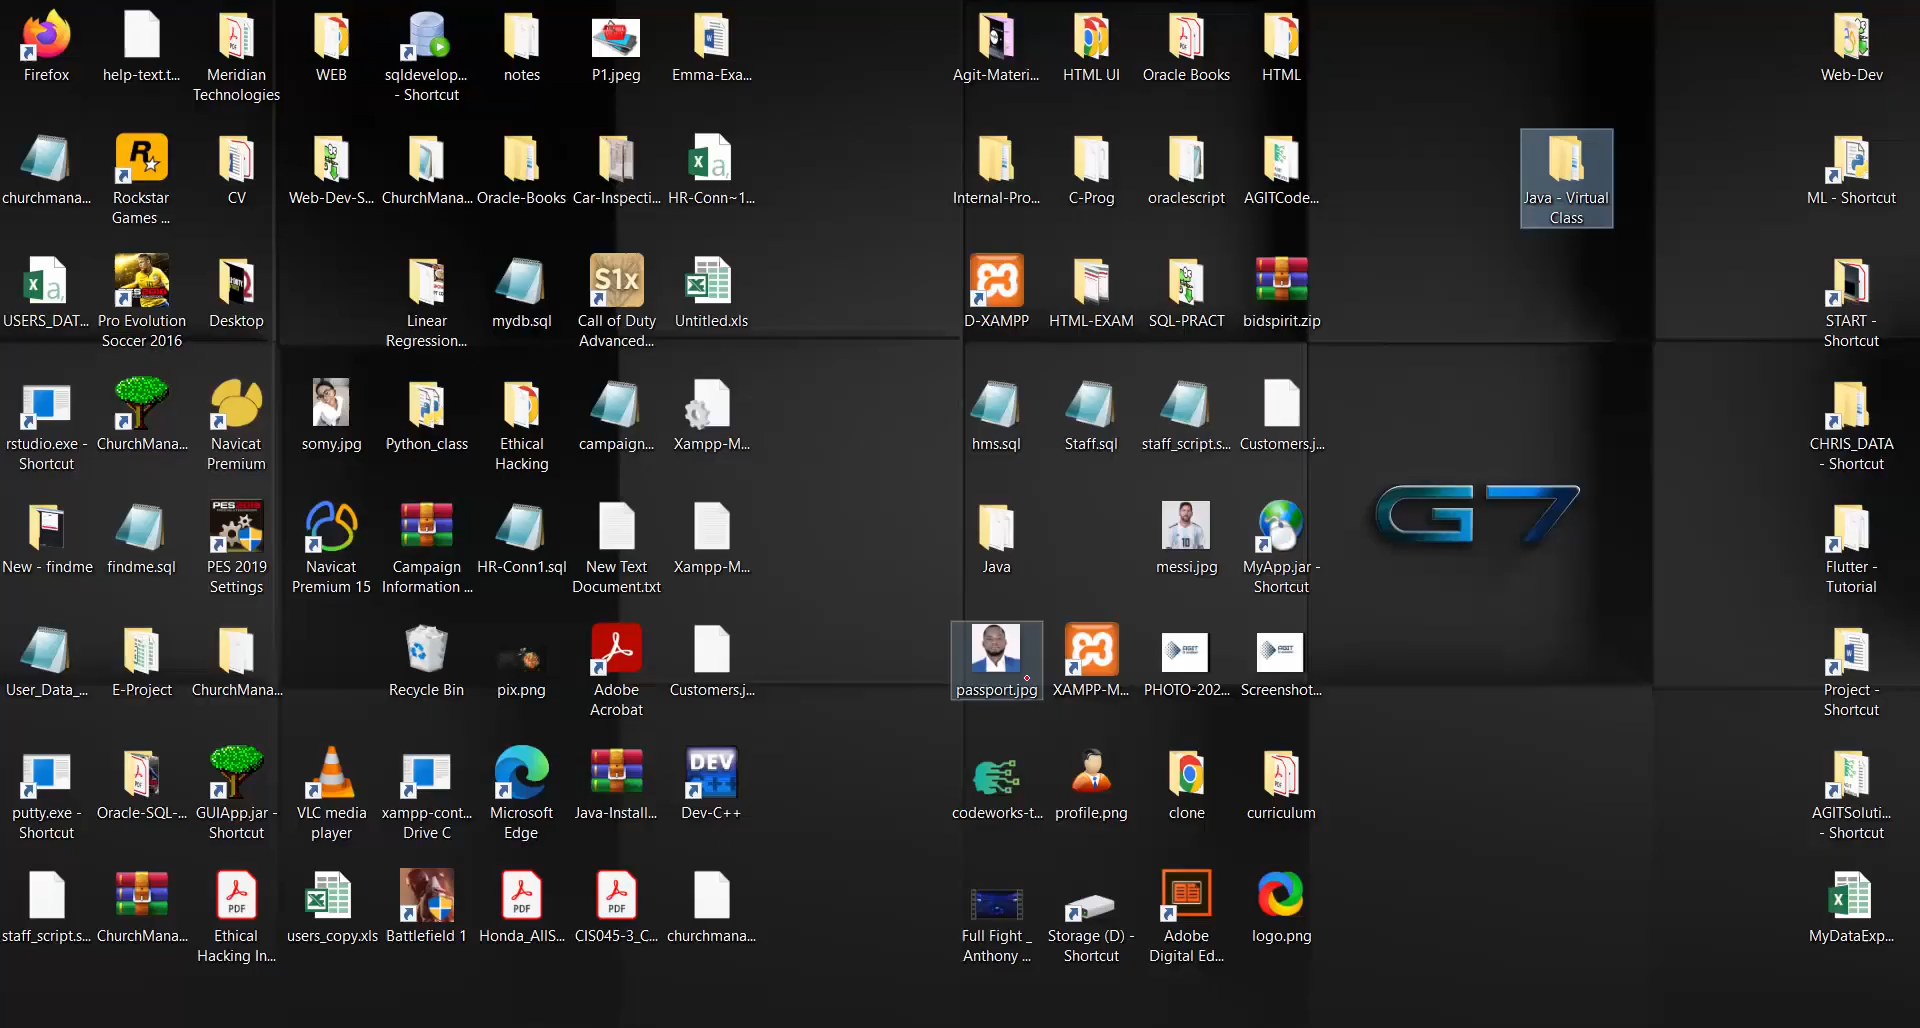 Firefox
help-text.t...
Meridian
Technologies
WEB
sqldevelop...
- Shortcut
notes
P1.jpeg
Emma-Exa...
Agit-Materi...
HTML UI
Oracle Books
HTML
Web-Dev
churchmana...
Rockstar
Games ...
CV
Web-Dev-S...
ChurchMana...
Oracle-Books
Car-Inspecti...
HR-Conn~1...
Internal-Pro...
C-Prog
oraclescript
AGITCode...
Java - Virtual
Class
ML - Shortcut
USERS_DAT...
Pro Evolution
Soccer 2016
Desktop
Linear
Regression...
mydb.sql
S1x
Call of Duty
Advanced...
Untitled.xls
D-XAMPP
HTML-EXAM
SQL-PRACT
bidspirit.zip
START -
Shortcut
rstudio.exe -
Shortcut
ChurchMana...
Navicat
Premium
somy.jpg
Python_class
Ethical
Hacking
campaign...
Xampp-M...
hms.sql
Staff.sql
staff_script.s...
Customers.j...
CHRIS_DATA
- Shortcut
G7
New - findme
findme.sql
PES 2019
Settings
Navicat
Premium 15
Campaign
Information ...
HR-Conn1.sql
New Text
Document.txt
Xampp-M...
Java
messi.jpg
MyApp.jar -
Shortcut
Flutter -
Tutorial
User_Data_...
E-Project
ChurchMana...
Recycle Bin
pix.png
Adobe
Acrobat
Customers.j...
passport.jpg
XAMPP-M...
PHOTO-202...
Screenshot...
Project -
Shortcut
putty.exe -
Shortcut
Oracle-SQL-...
GUIApp.jar -
Shortcut
VLC media
player
xampp-cont...
Drive C
Microsoft
Edge
Java-Install...
DEV
Dev-C++
codeworks-t...
profile.png
clone
curriculum
AGITSoluti...
- Shortcut
staff_script.s...
ChurchMana...
PDF
Ethical
Hacking In...
users_copy.xls
Battlefield 1
PDF
Honda_AllS...
PDF
CIS045-3_C...
churchmana...
Full Fight _
Anthony ...
Storage (D) -
Shortcut
Adobe
Digital Ed...
logo.png
MyDataExp...